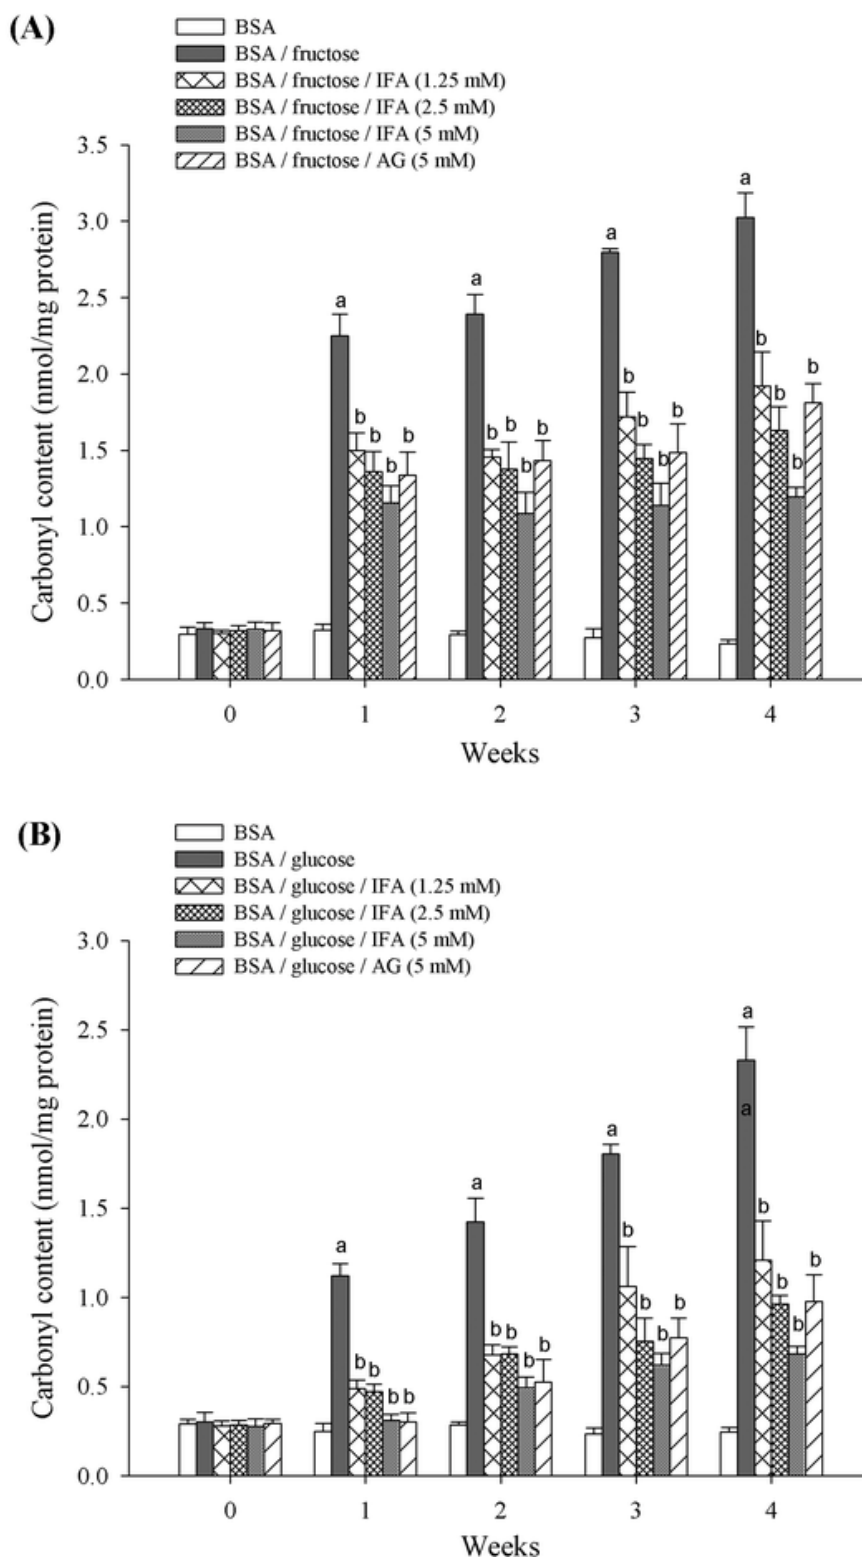 (A)
BSA
BSA / fructose
BSA / fructose / IFA (1.25 mM)
BSA / fructose / IFA (2.5 mM)
BSA / fructose / IFA (5 mM)
BSA / fructose / AG (5 mM)
Carbonyl content (nmol/mg protein)
3.5
3.0
2.5
2.0
1.5
1.0
0.5
0.0
a
b b b b
a
b b b b
a
b b b b
a
b b b b
0 1 2 3 4
Weeks
(B)
BSA
BSA / glucose
BSA / glucose / IFA (1.25 mM)
BSA / glucose / IFA (2.5 mM)
BSA / glucose / IFA (5 mM)
BSA / glucose / AG (5 mM)
Carbonyl content (nmol/mg protein)
3.0
2.5
2.0
1.5
1.0
0.5
0.0
a
b b b b
a
b b b b
a
b b b b
a
a
b b b b
0 1 2 3 4
Weeks